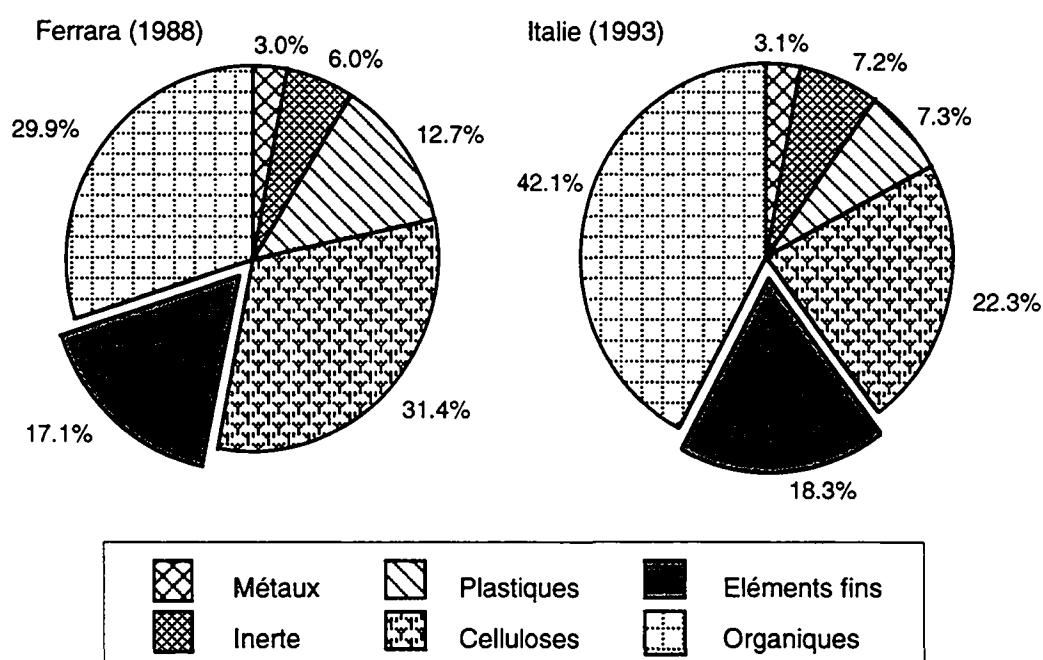 Ferrara (1988)
3.0%
6.0%
12.7%
31.4%
17.1%
29.9%
Italie (1993)
3.1%
7.2%
7.3%
22.3%
18.3%
42.1%
Métaux
Plastiques
Eléments fins
Inerte
Celluloses
Organiques